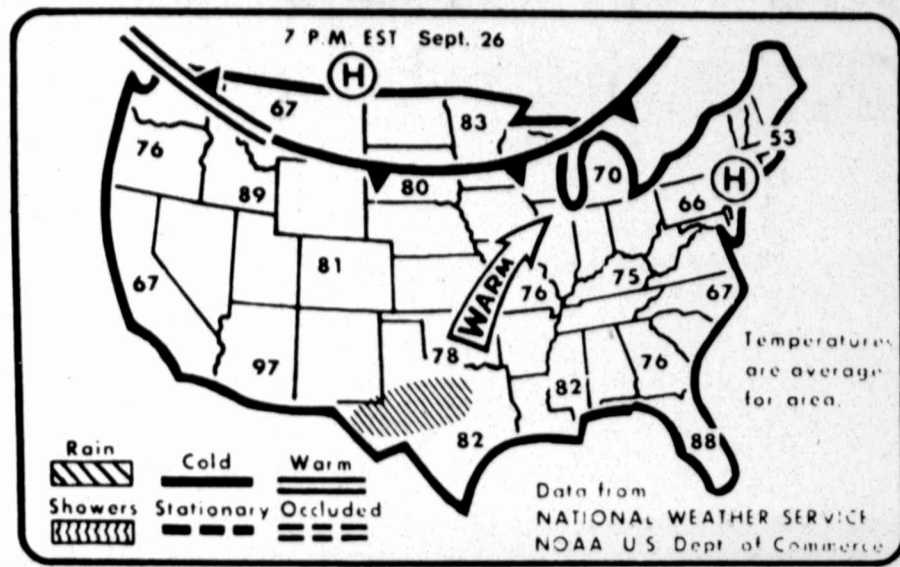 7 P.M. EST Sept. 26
H
67
83
53
76
70
H
89
80
66
81
67
WARM
76
75
67
97
78
82
76
82
88
Temperatures
are average
for area.
Rain
Cold
Warm
Showers
Stationary
Occluded
Data from
NATIONAL WEATHER SERVICE
NOAA U S Dept of Commerce